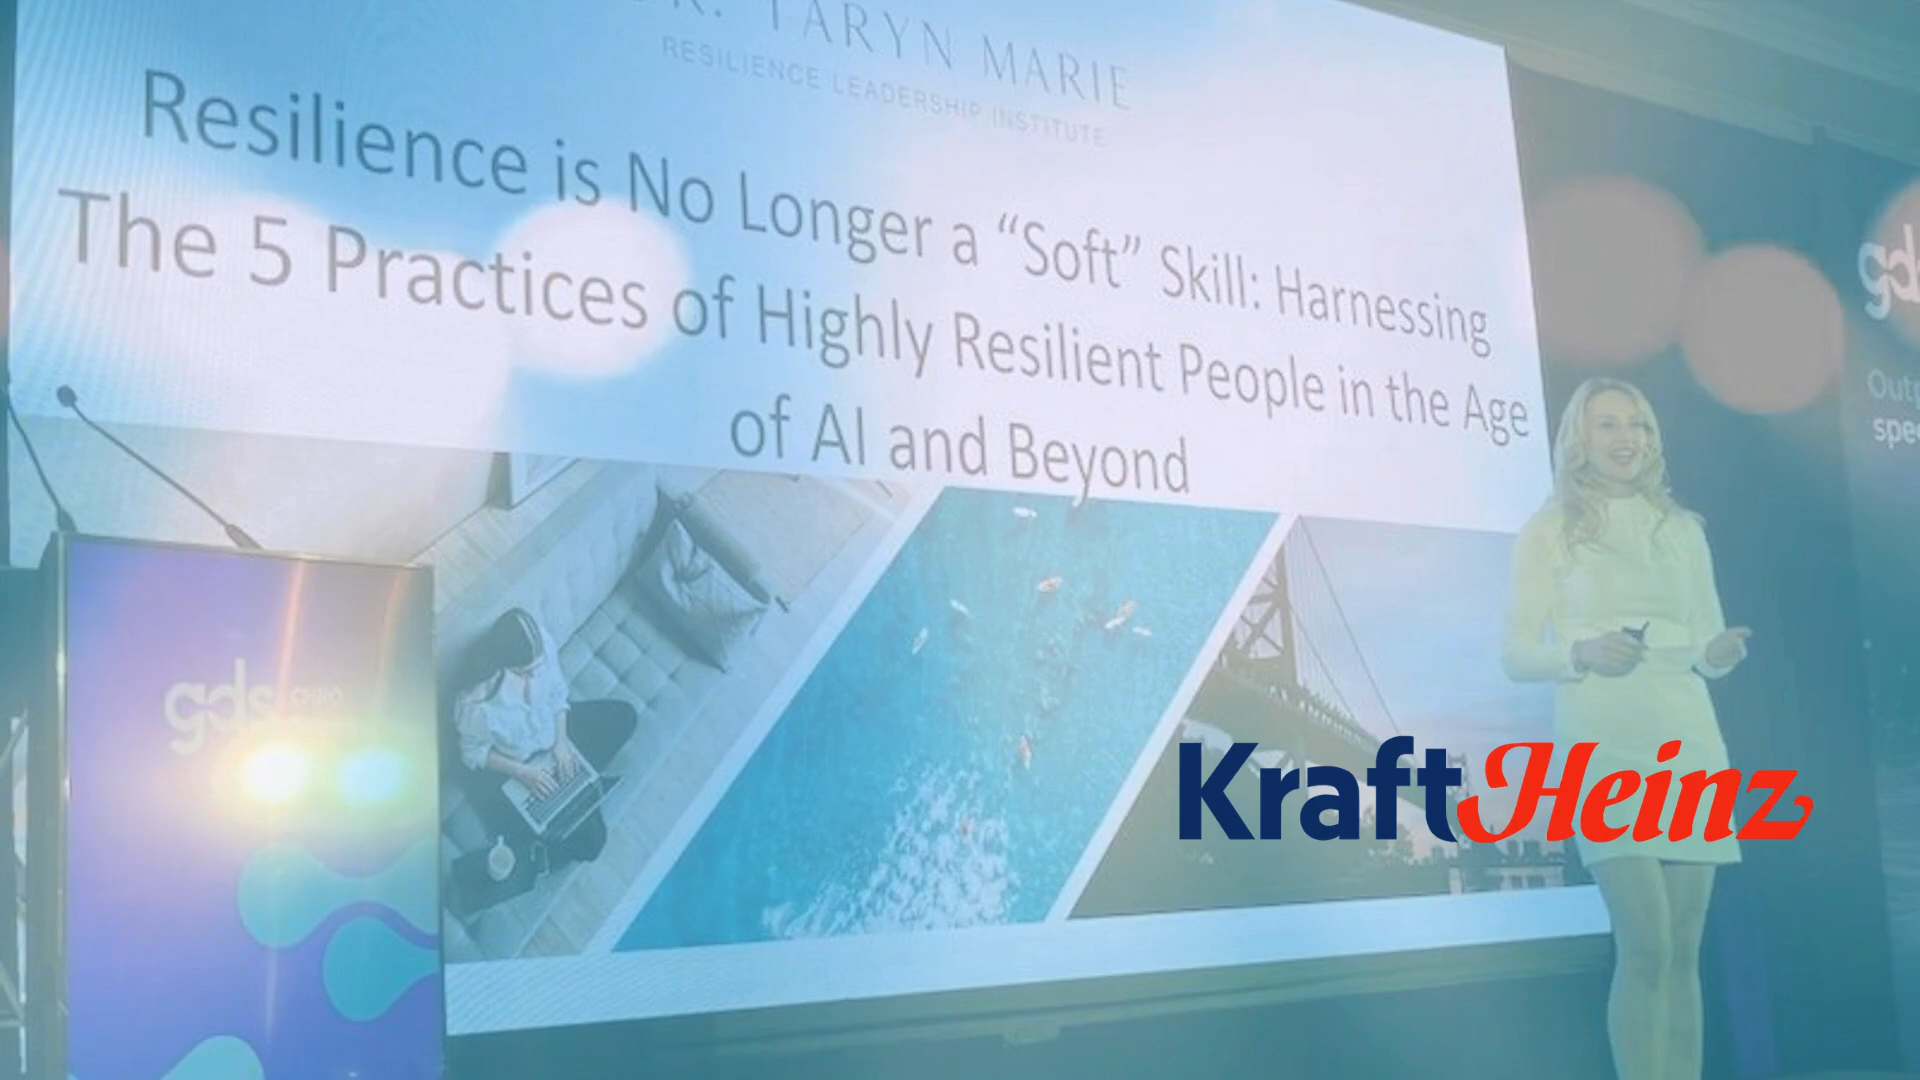 TARYN MARIE
RESILIENCE LEADERSHIP INSTITUTE
Resilience is No Longer a “Soft” Skill: Harnessing
The 5 Practices of Highly Resilient People in the Age
of AI and Beyond
gds
KraftHeinz